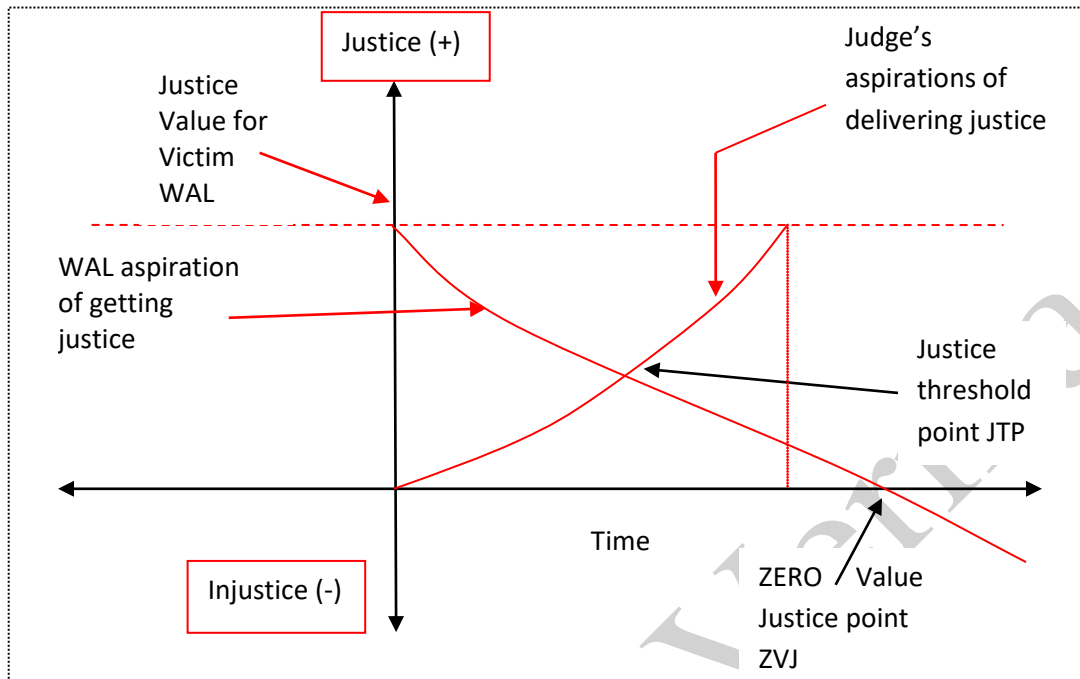 Justice (+)
Judge's
aspirations of
delivering justice
Justice
Value for
Victim
WAL
WAL aspiration
of getting
justice
Justice
threshold
point JTP
Time
Injustice (-)
ZERO Value
Justice point
ZVJ